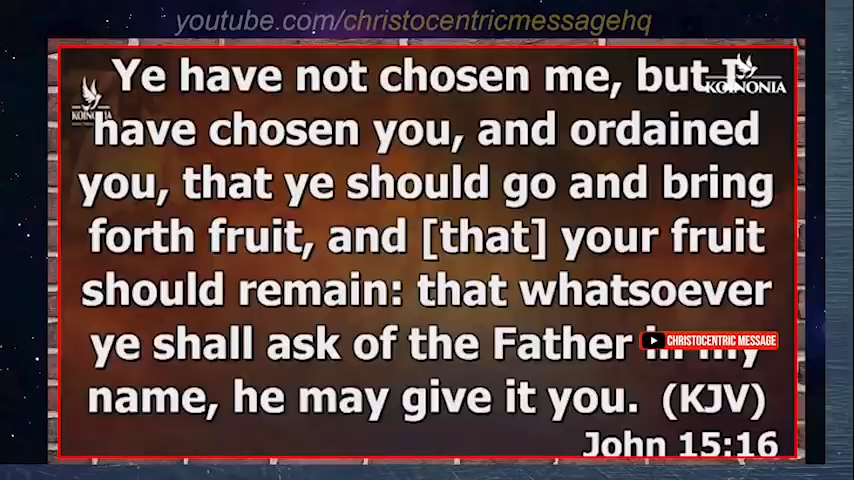 youtube.com/christocentricmessagehq
Ye have not chosen me, but I
KOINONIA
KOINONIA
have chosen you, and ordained
you, that ye should go and bring
forth fruit, and [that] your fruit
should remain: that whatsoever
ye shall ask of the Father in my
CHRISTOCENTRIC MESSAGE
name, he may give it you. (KJV)
John 15:16